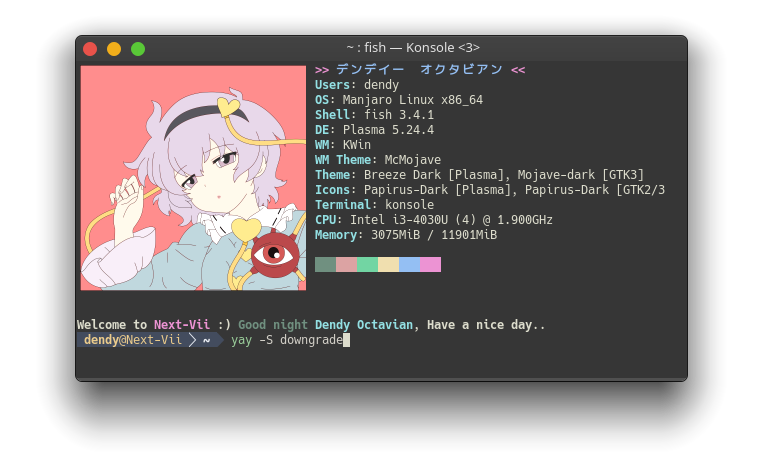 ~ : fish — Konsole <3>
>> デンデイー オクタビアン <<
Users: dendy
OS: Manjaro Linux x86_64
Shell: fish 3.4.1
DE: Plasma 5.24.4
WM: KWin
WM Theme: McMojave
Theme: Breeze Dark [Plasma], Mojave-dark [GTK3]
Icons: Papirus-Dark [Plasma], Papirus-Dark [GTK2/3
Terminal: konsole
CPU: Intel i3-4030U (4) @ 1.900GHz
Memory: 3075MiB / 11901MiB
Welcome to Next-Vii :) Good night Dendy Octavian, Have a nice day..
dendy@Next-Vii ~ yay -S downgrade